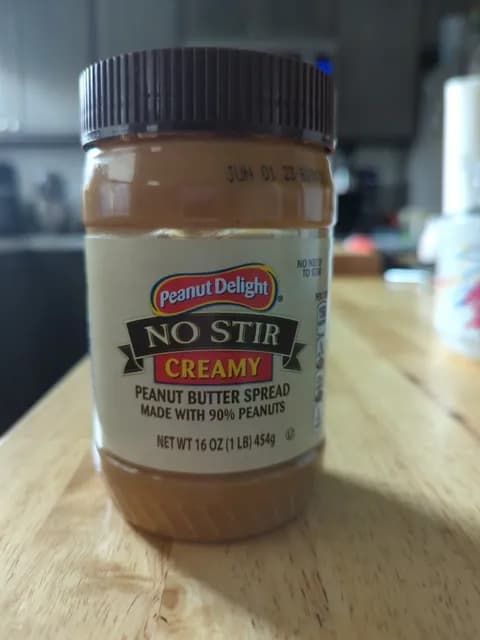 JUN 01 23
NO NEED
TO STIR
Peanut Delight®
NO STIR
CREAMY
PEANUT BUTTER SPREAD
MADE WITH 90% PEANUTS
NET WT 16 OZ (1 LB) 454g